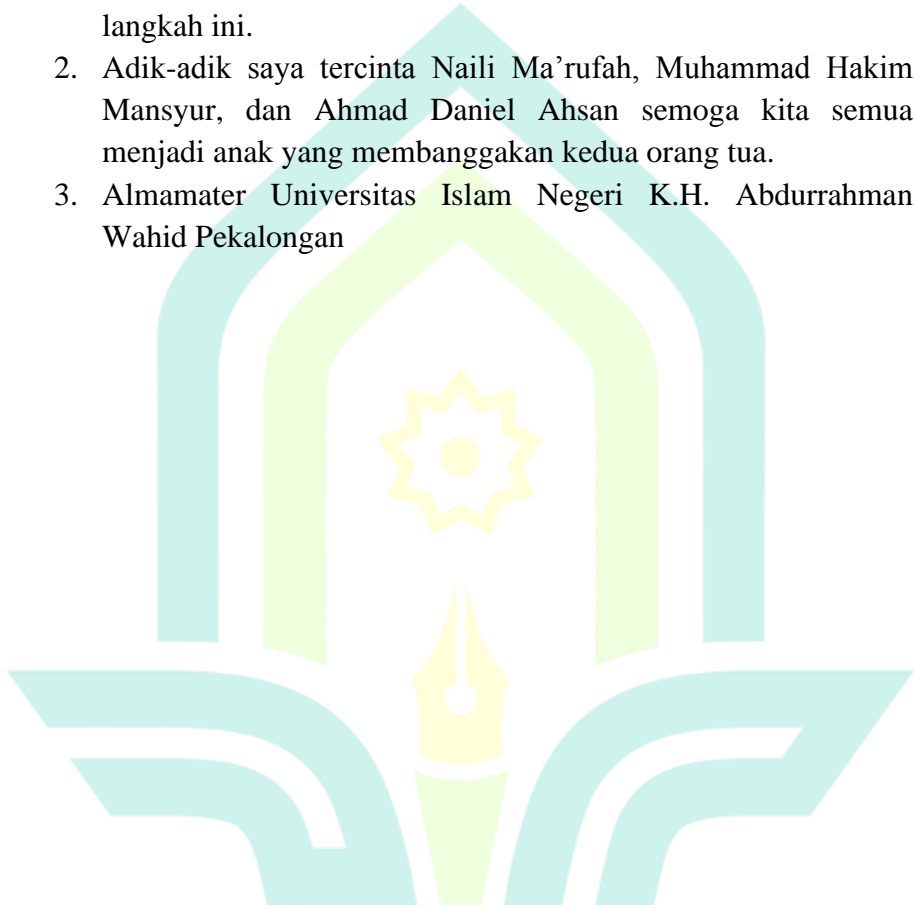 langkah ini.
2. Adik-adik saya tercinta Naili Ma’rufah, Muhammad Hakim
Mansyur, dan Ahmad Daniel Ahsan semoga kita semua
menjadi anak yang membanggakan kedua orang tua.
3. Almamater Universitas Islam Negeri K.H. Abdurrahman
Wahid Pekalongan